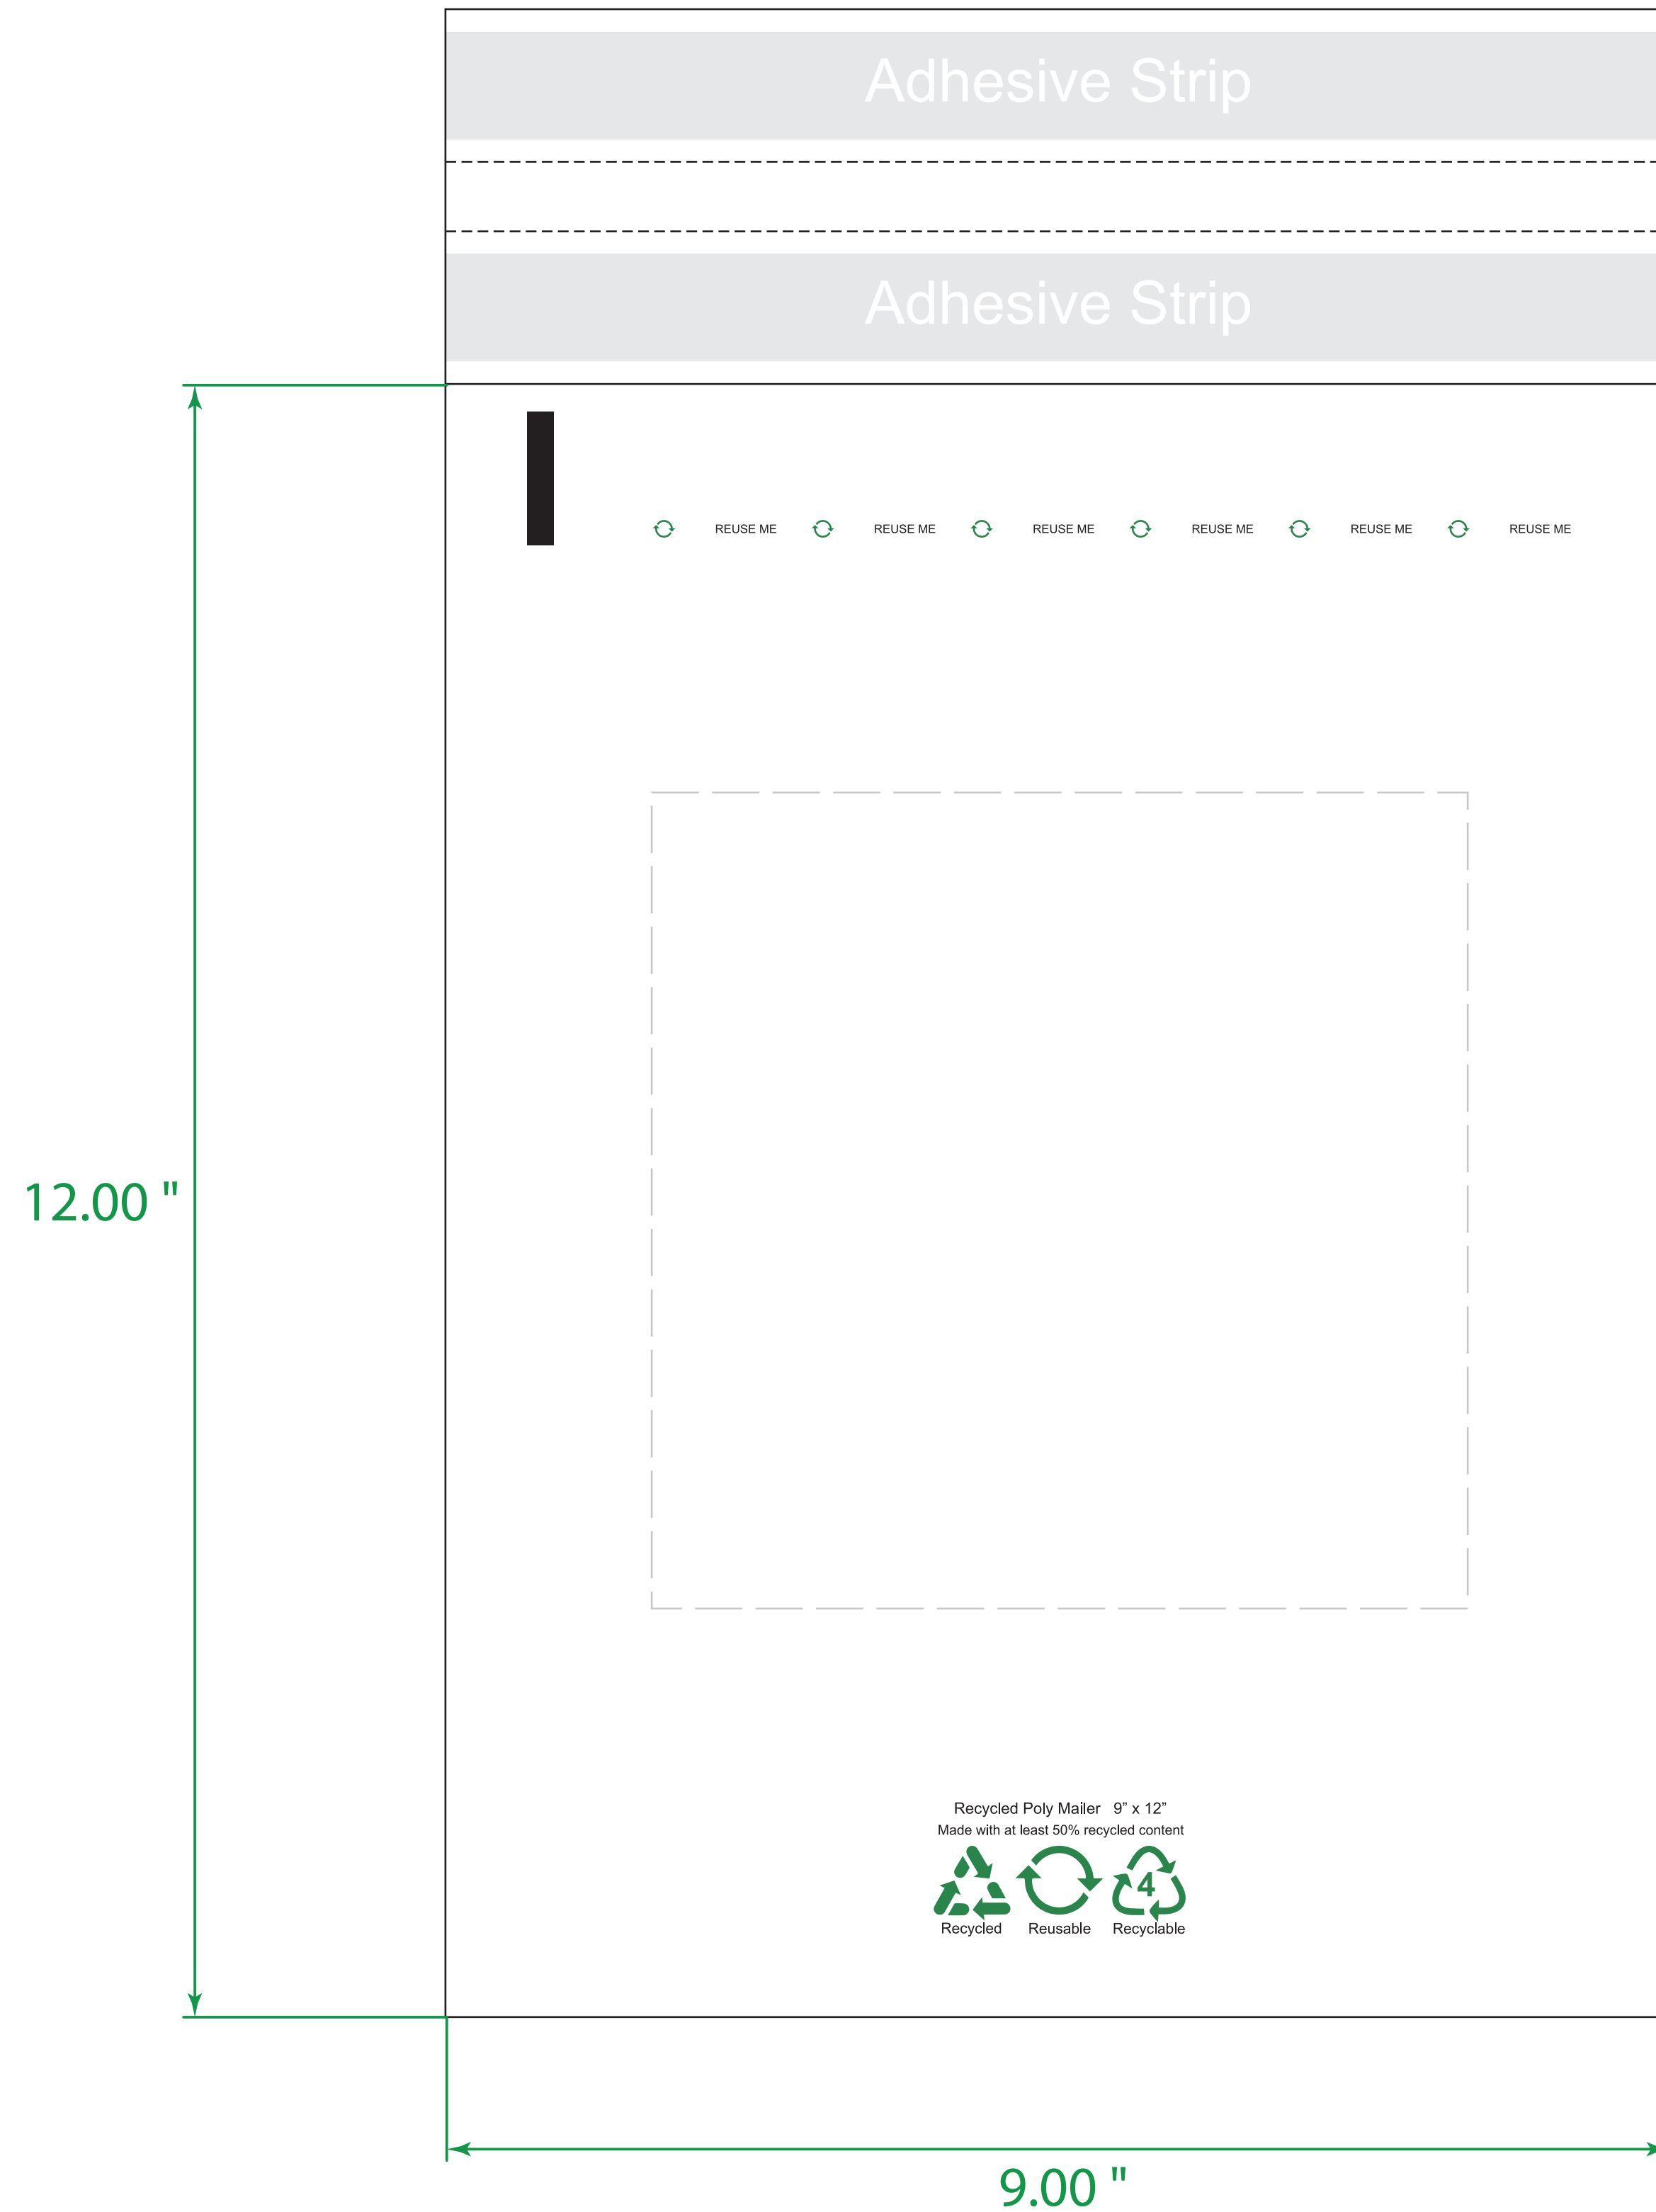 Adhesive Strip
Adhesive Strip
REUSE ME REUSE ME REUSE ME REUSE ME REUSE ME REUSE ME
12.00 "
Recycled Poly Mailer 9” x 12”
Made with at least 50% recycled content
4
Recycled Reusable Recyclable
9.00 "